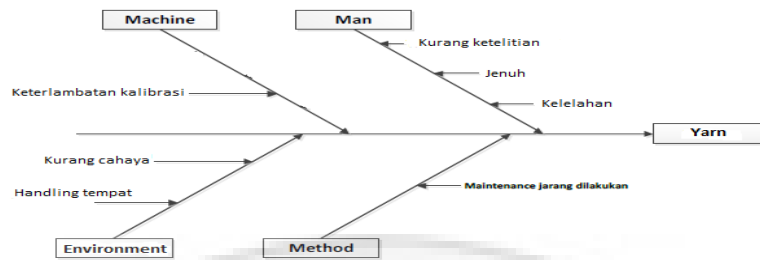 Machine
Man
Kurang ketelitian
Jenuh
Keterlambatan kalibrasi
Kelelahan
Yarn
Kurang cahaya
Handling tempat
Maintenance jarang dilakukan
Environment
Method